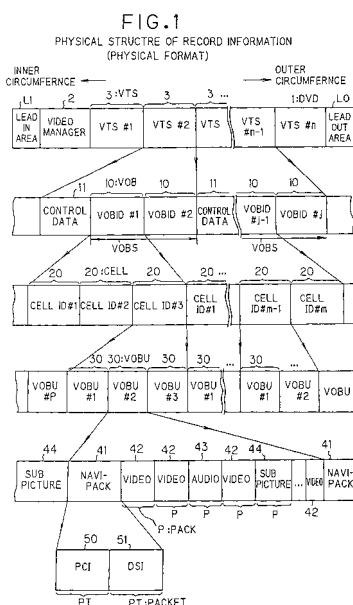 FIG.1
PHYSICAL STRUCTRE OF RECORD INFORMATION
(PHYSICAL FORMAT)
INNER CIRCUMFERNCE
OUTER CIRCUMFERNCE
L1 2 3:VTS 3 3 ... 1:DVD LO
LEAD IN AREA VIDEO MANAGER VTS #1 VTS #2 VTS VTS #n-1 VTS #n LEAD OUT AREA
11 10:VOB 10 11 10 10
CONTROL DATA VOBID #1 VOBID #2 CONTROL DATA VOBID #j-1 VOBID #j
VOBS VOBS
20 20:CELL 20 20 ... 20 20
CELL ID#1 CELL ID#2 CELL ID#3 CELL ID#1 CELL ID#m-1 CELL ID#m
30 30:VOBU 30 30 ... 30 ...
VOBU #P VOBU #1 VOBU #2 VOBU #3 VOBU #1 VOBU #1 VOBU #2 VOBU
44 41 42 42 43 42 44 41
SUB PICTURE NAVI-PACK VIDEO VIDEO AUDIO VIDEO SUB PICTURE ... VIDEO NAVI-PACK
P P P P 42
P:PACK
50 51
PCI DSI
PT PT:PACKET